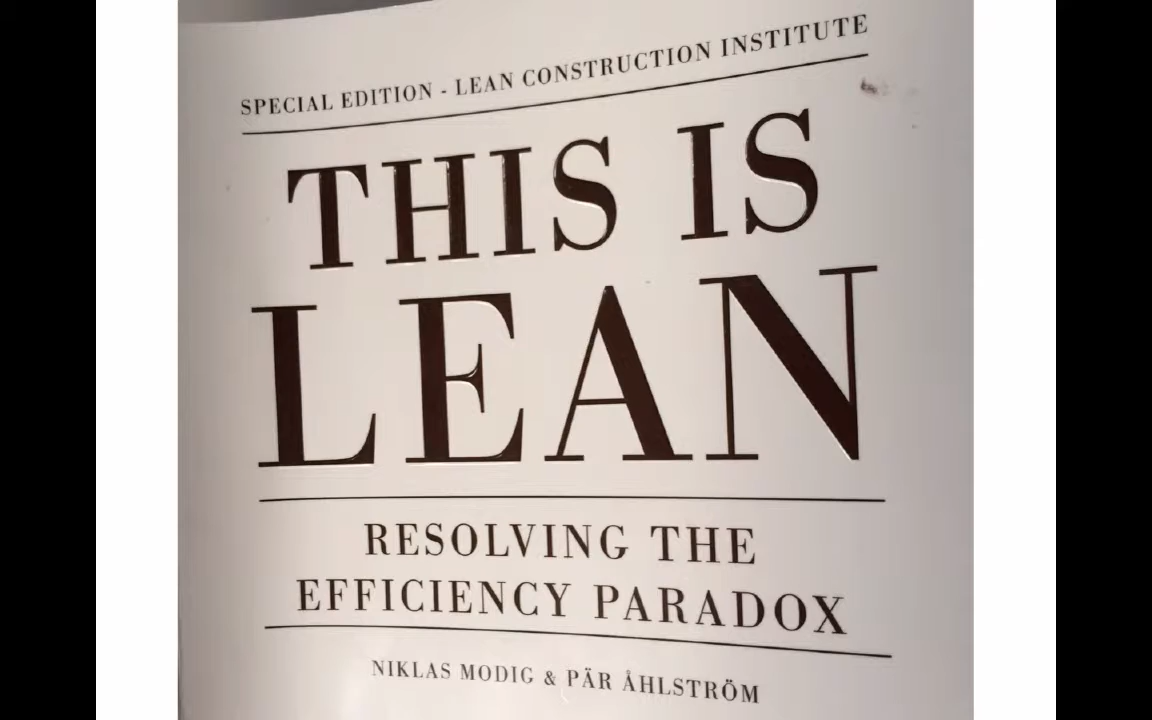 SPECIAL EDITION - LEAN CONSTRUCTION INSTITUTE
THIS IS
LEAN
RESOLVING THE
EFFICIENCY PARADOX
NIKLAS MODIG & PÄR ÅHLSTRÖM